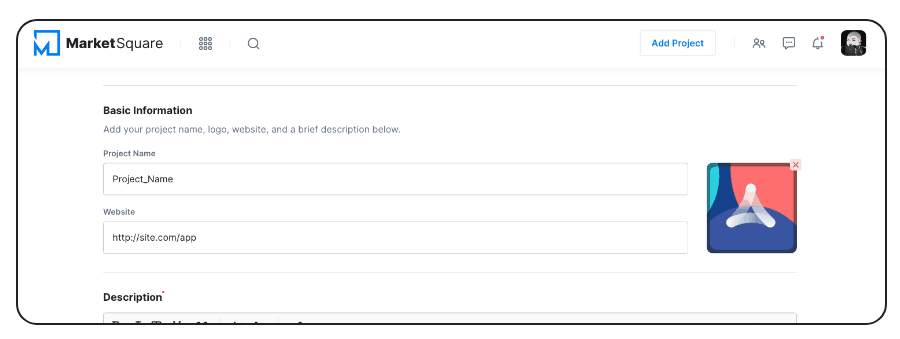 MarketSquare
Add Project
Basic Information
Add your project name, logo, website, and a brief description below.
Project Name
Project_Name
Website
http://site.com/app
Description*